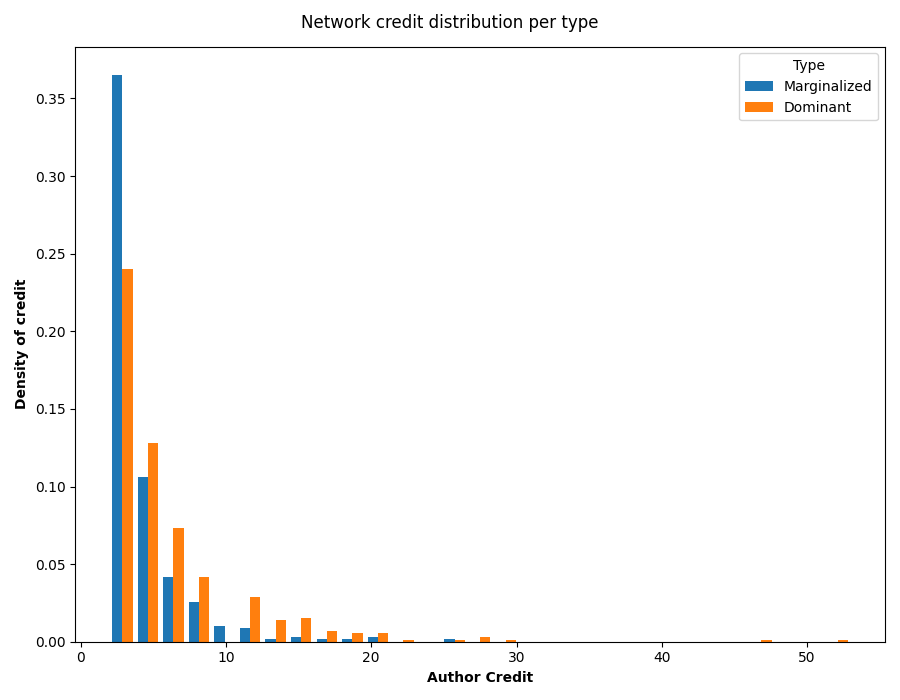 Network credit distribution per type
Type
Marginalized
Dominant
Density of credit
0.35
0.30
0.25
0.20
0.15
0.10
0.05
0.00
0 10 20 30 40 50
Author Credit